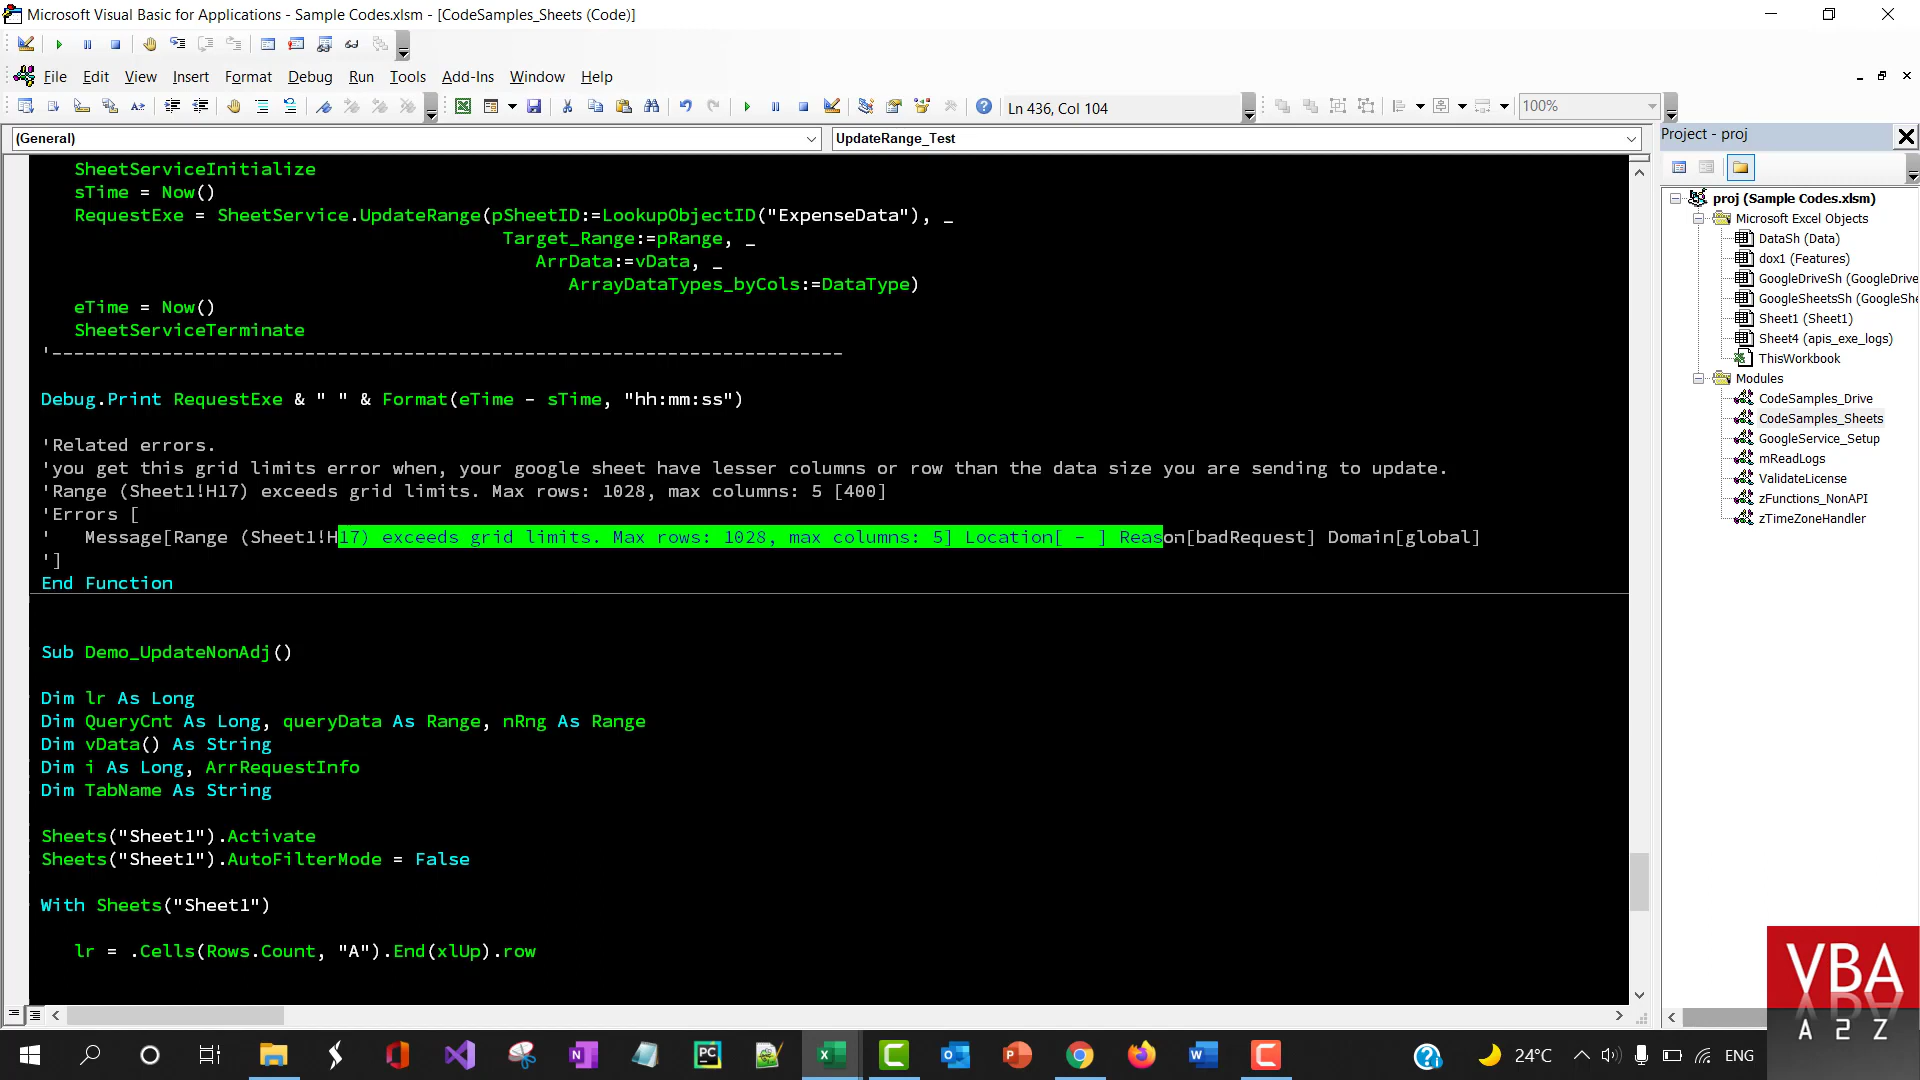 Microsoft Visual Basic for Applications - Sample Codes.xlsm - [CodeSamples_Sheets (Code)]
File Edit View Insert Format Debug Run Tools Add-Ins Window Help
Ln 436, Col 104
100%
(General)
UpdateRange_Test
SheetServiceInitialize
sTime = Now()
RequestExe = SheetService.UpdateRange(pSheetID:=LookupObjectID("ExpenseData"), _
Target_Range:=pRange, _
ArrData:=vData, _
ArrayDataTypes_byCols:=DataType)
eTime = Now()
SheetServiceTerminate
'------------------------------------------------------------------------
Debug.Print RequestExe & " " & Format(eTime - sTime, "hh:mm:ss")
'Related errors.
'you get this grid limits error when, your google sheet have lesser columns or row than the data size you are sending to update.
'Range (Sheet1!H17) exceeds grid limits. Max rows: 1028, max columns: 5 [400]
'Errors [
'   Message[Range (Sheet1!H17) exceeds grid limits. Max rows: 1028, max columns: 5] Location[ - ] Reason[badRequest] Domain[global]
']
End Function
Sub Demo_UpdateNonAdj()
Dim lr As Long
Dim QueryCnt As Long, queryData As Range, nRng As Range
Dim vData() As String
Dim i As Long, ArrRequestInfo
Dim TabName As String
Sheets("Sheet1").Activate
Sheets("Sheet1").AutoFilterMode = False
With Sheets("Sheet1")
lr = .Cells(Rows.Count, "A").End(xlUp).row
Project - proj
proj (Sample Codes.xlsm)
Microsoft Excel Objects
DataSh (Data)
dox1 (Features)
GoogleDriveSh (GoogleDrive
GoogleSheetsSh (GoogleShe
Sheet1 (Sheet1)
Sheet4 (apis_exe_logs)
ThisWorkbook
Modules
CodeSamples_Drive
CodeSamples_Sheets
GoogleService_Setup
mReadLogs
ValidateLicense
zFunctions_NonAPI
zTimeZoneHandler
VBA
A 2 Z
24°C
ENG